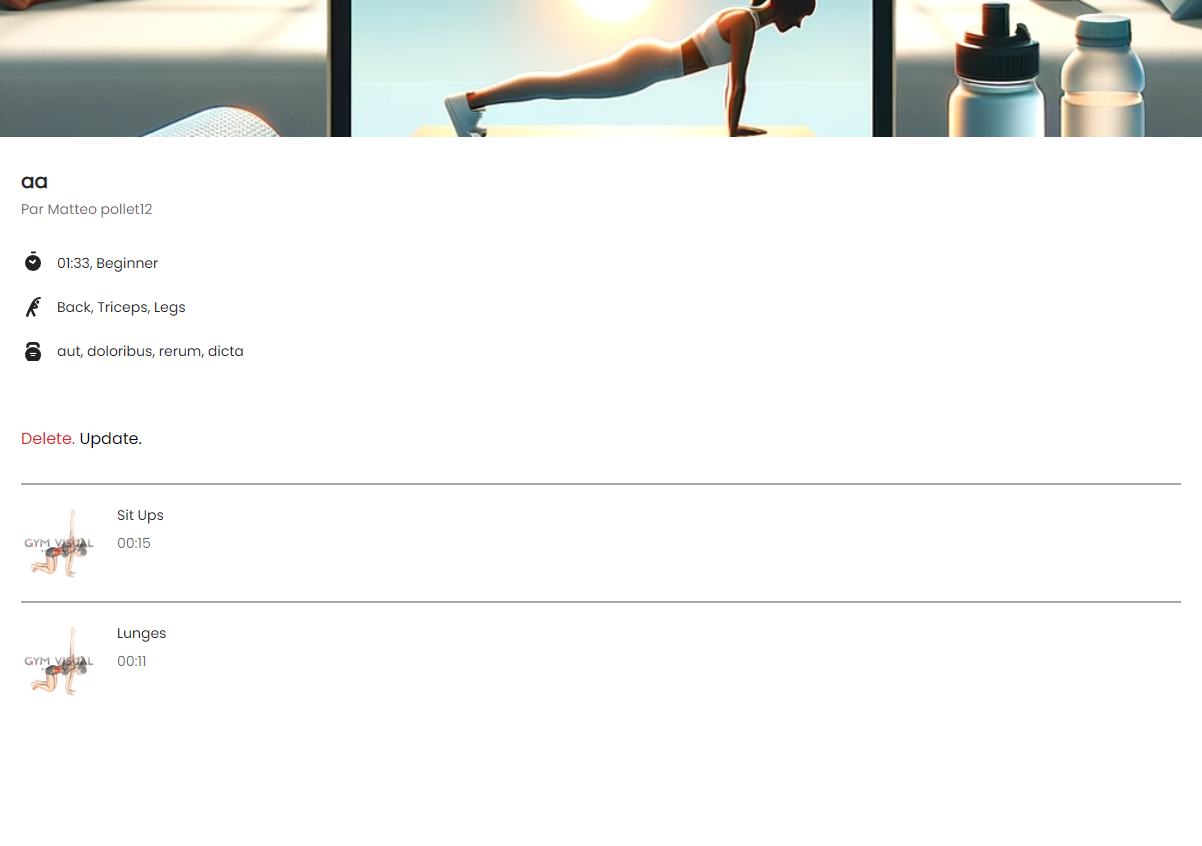 aa
Par Matteo pollet12
01:33, Beginner
Back, Triceps, Legs
aut, doloribus, rerum, dicta
Delete. Update.
Sit Ups
GYM VISUAL
00:15
Lunges
GYM VISUAL
00:11